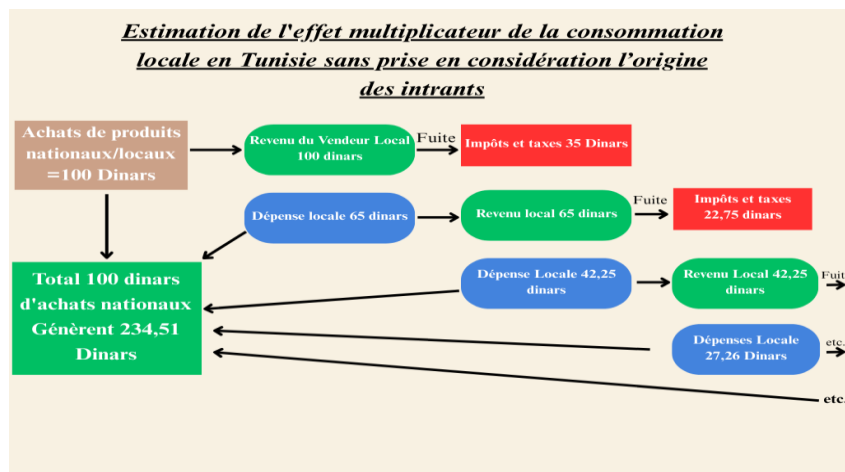 Estimation de l'effet multiplicateur de la consommation
locale en Tunisie sans prise en considération l'origine
des intrants
Achats de produits
nationaux/locaux
=100 Dinars
Revenu du Vendeur Local
100 dinars
Fuite
Impôts et taxes 35 Dinars
Dépense locale 65 dinars
Revenu local 65 dinars
Fuite
Impôts et taxes
22,75 dinars
Total 100 dinars
d'achats nationaux
Génèrent 234,51
Dinars
Dépense Locale 42,25
dinars
Revenu Local 42,25
dinars
Fuit
Dépenses Locale
27,26 Dinars
etc.
etc.